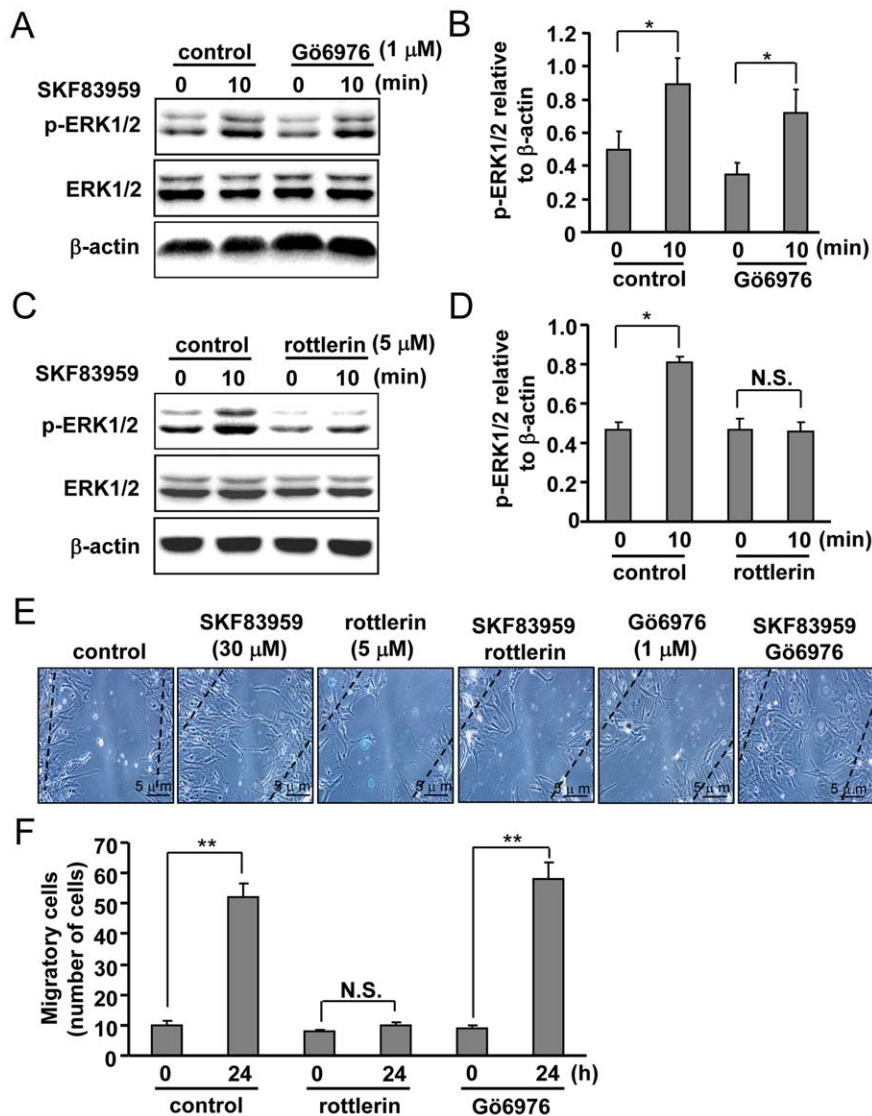 A
control Gö6976 (1 μM)
SKF83959 0 10 0 10 (min)
p-ERK1/2
ERK1/2
β-actin
B
p-ERK1/2 relative
to β-actin
1.2
1.0
0.8
0.6
0.4
0.2
0
* *
0 10 0 10 (min)
control Gö6976
C
control rottlerin (5 μM)
SKF83959 0 10 0 10 (min)
p-ERK1/2
ERK1/2
β-actin
D
p-ERK1/2 relative
to β-actin
1.0
0.8
0.6
0.4
0.2
0
* N.S.
0 10 0 10 (min)
control rottlerin
E
control
SKF83959
(30 μM)
rottlerin
(5 μM)
SKF83959
rottlerin
Gö6976
(1 μM)
SKF83959
Gö6976
5 μm 5 μm 5 μm 5 μm 5 μm 5 μm
F
Migratory cells
(number of cells)
70
60
50
40
30
20
10
0
** N.S. **
0 24 0 24 0 24 (h)
control rottlerin Gö6976